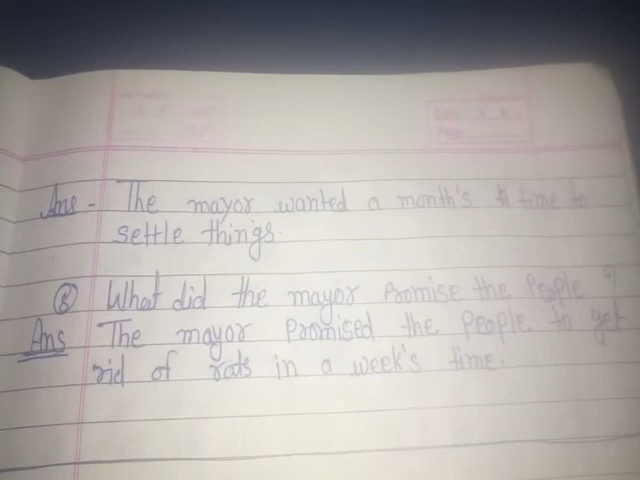 Ans - The mayor wanted a month's time to
settle things.
⑧ What did the mayor promise the people ?
Ans The mayor promised the people to get
rid of rats in a week's time.